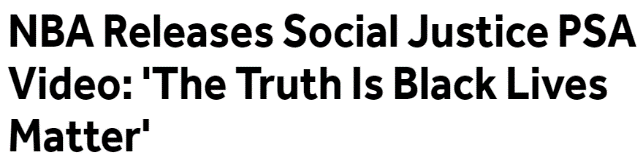 NBA Releases Social Justice PSA
Video: 'The Truth Is Black Lives
Matter'